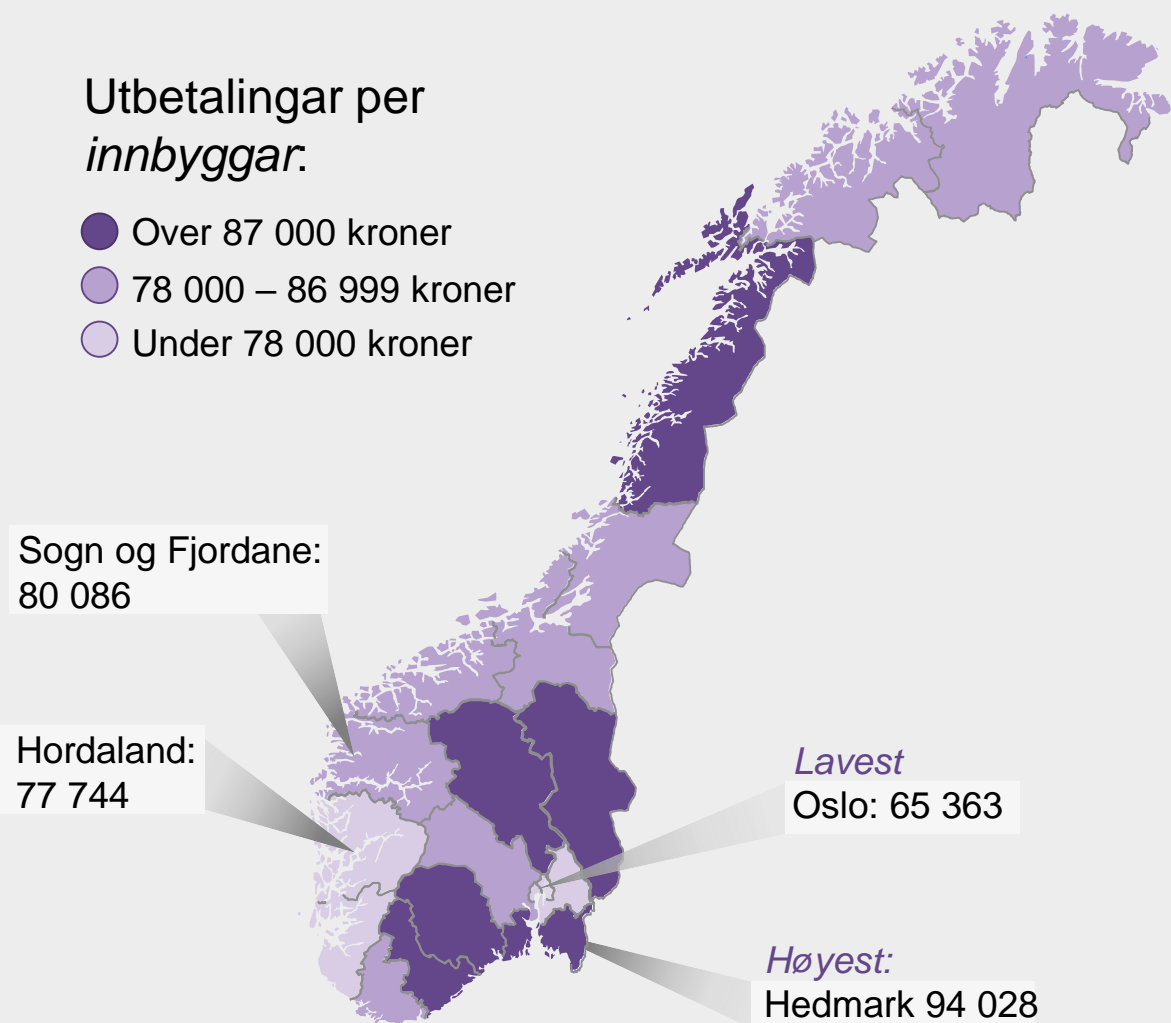 Utbetalingar per
innbyggar:
Over 87 000 kroner
78 000 – 86 999 kroner
Under 78 000 kroner
Sogn og Fjordane:
80 086
Hordaland:
77 744
Lavest
Oslo: 65 363
Høyest:
Hedmark 94 028